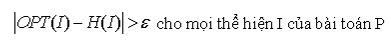 |OPT(I) − H(I)| > ε cho mọi thể hiện I của bài toán P